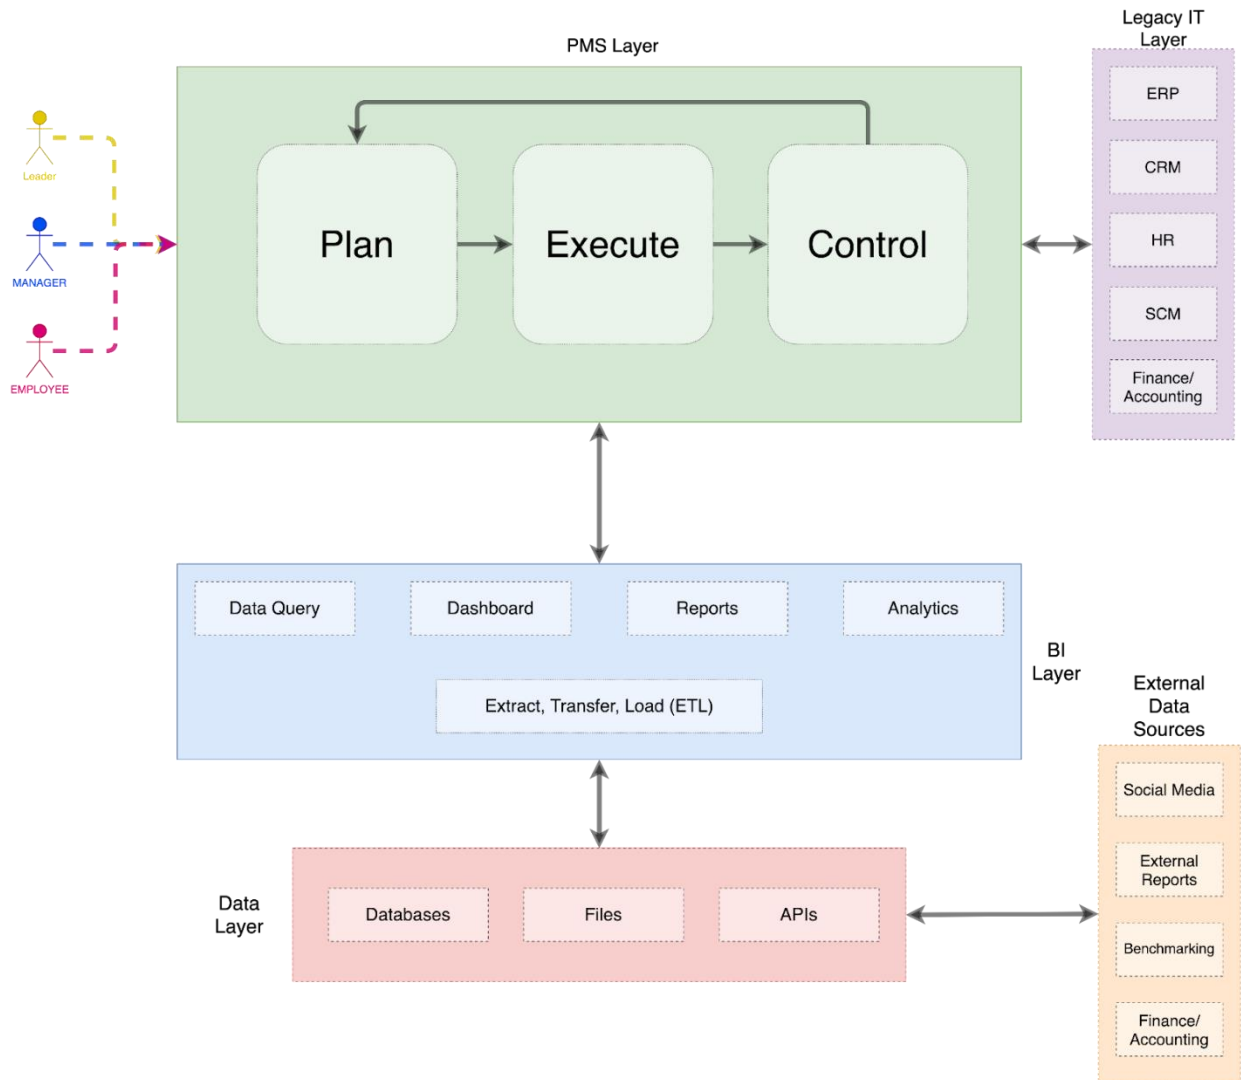 Legacy IT
Layer
PMS Layer
ERP
Leader
CRM
Plan
Execute
Control
HR
MANAGER
SCM
EMPLOYEE
Finance/
Accounting
Data Query
Dashboard
Reports
Analytics
BI
Layer
Extract, Transfer, Load (ETL)
External
Data
Sources
Social Media
External
Reports
Data
Layer
Databases
Files
APIs
Benchmarking
Finance/
Accounting